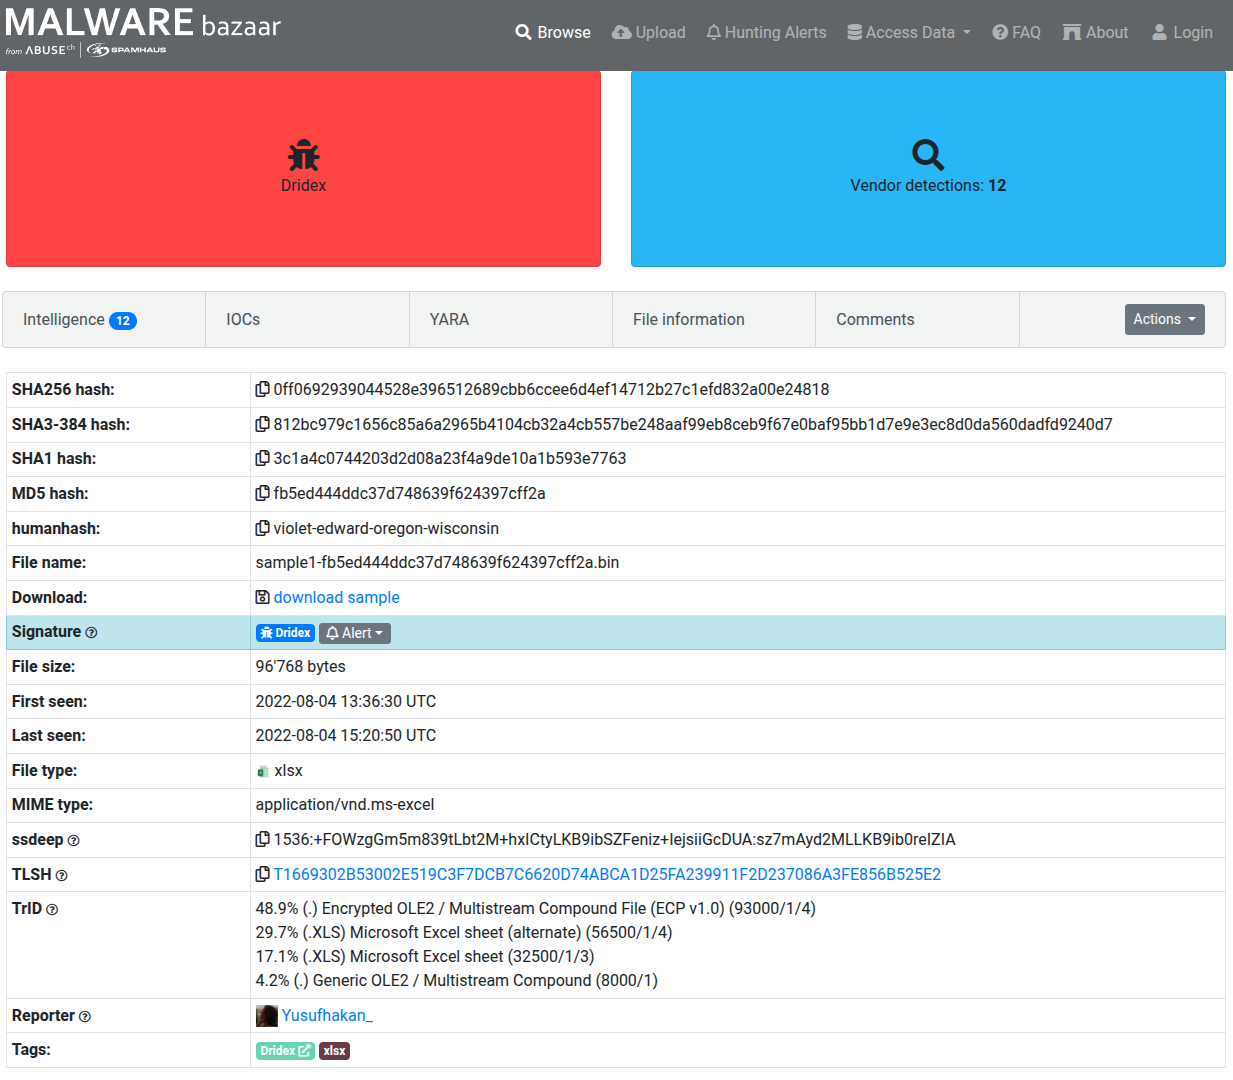 MALWARE bazaar
from ABUSE ch | SPAMHAUS
Browse Upload Hunting Alerts Access Data FAQ About Login
Dridex
Vendor detections: 12
Intelligence 12 IOCs YARA File information Comments Actions
SHA256 hash: 0ff0692939044528e396512689cbb6ccee6d4ef14712b27c1efd832a00e24818
SHA3-384 hash: 812bc979c1656c85a6a2965b4104cb32a4cb557be248aaf99eb8ceb9f67e0baf95bb1d7e9e3ec8d0da560dadfd9240d7
SHA1 hash: 3c1a4c0744203d2d08a23f4a9de10a1b593e7763
MD5 hash: fb5ed444ddc37d748639f624397cff2a
humanhash: violet-edward-oregon-wisconsin
File name: sample1-fb5ed444ddc37d748639f624397cff2a.bin
Download: download sample
Signature Dridex Alert
File size: 96'768 bytes
First seen: 2022-08-04 13:36:30 UTC
Last seen: 2022-08-04 15:20:50 UTC
File type: xlsx
MIME type: application/vnd.ms-excel
ssdeep 1536:+FOWzgGm5m839tLbt2M+hxICtyLKB9ibSZFeniz+IejsiiGcDUA:sz7mAyd2MLLKB9ib0reIZIA
TLSH T1669302B53002E519C3F7DCB7C6620D74ABCA1D25FA239911F2D237086A3FE856B525E2
TrID 48.9% (.) Encrypted OLE2 / Multistream Compound File (ECP v1.0) (93000/1/4)
29.7% (.XLS) Microsoft Excel sheet (alternate) (56500/1/4)
17.1% (.XLS) Microsoft Excel sheet (32500/1/3)
4.2% (.) Generic OLE2 / Multistream Compound (8000/1)
Reporter Yusufhakan_
Tags: Dridex xlsx